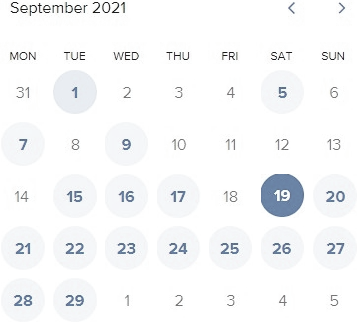 September 2021 < >
MON TUE WED THU FRI SAT SUN
31 1 2 3 4 5 6
7 8 9 10 11 12 13
14 15 16 17 18 19 20
21 22 23 24 25 26 27
28 29 1 2 3 4 5